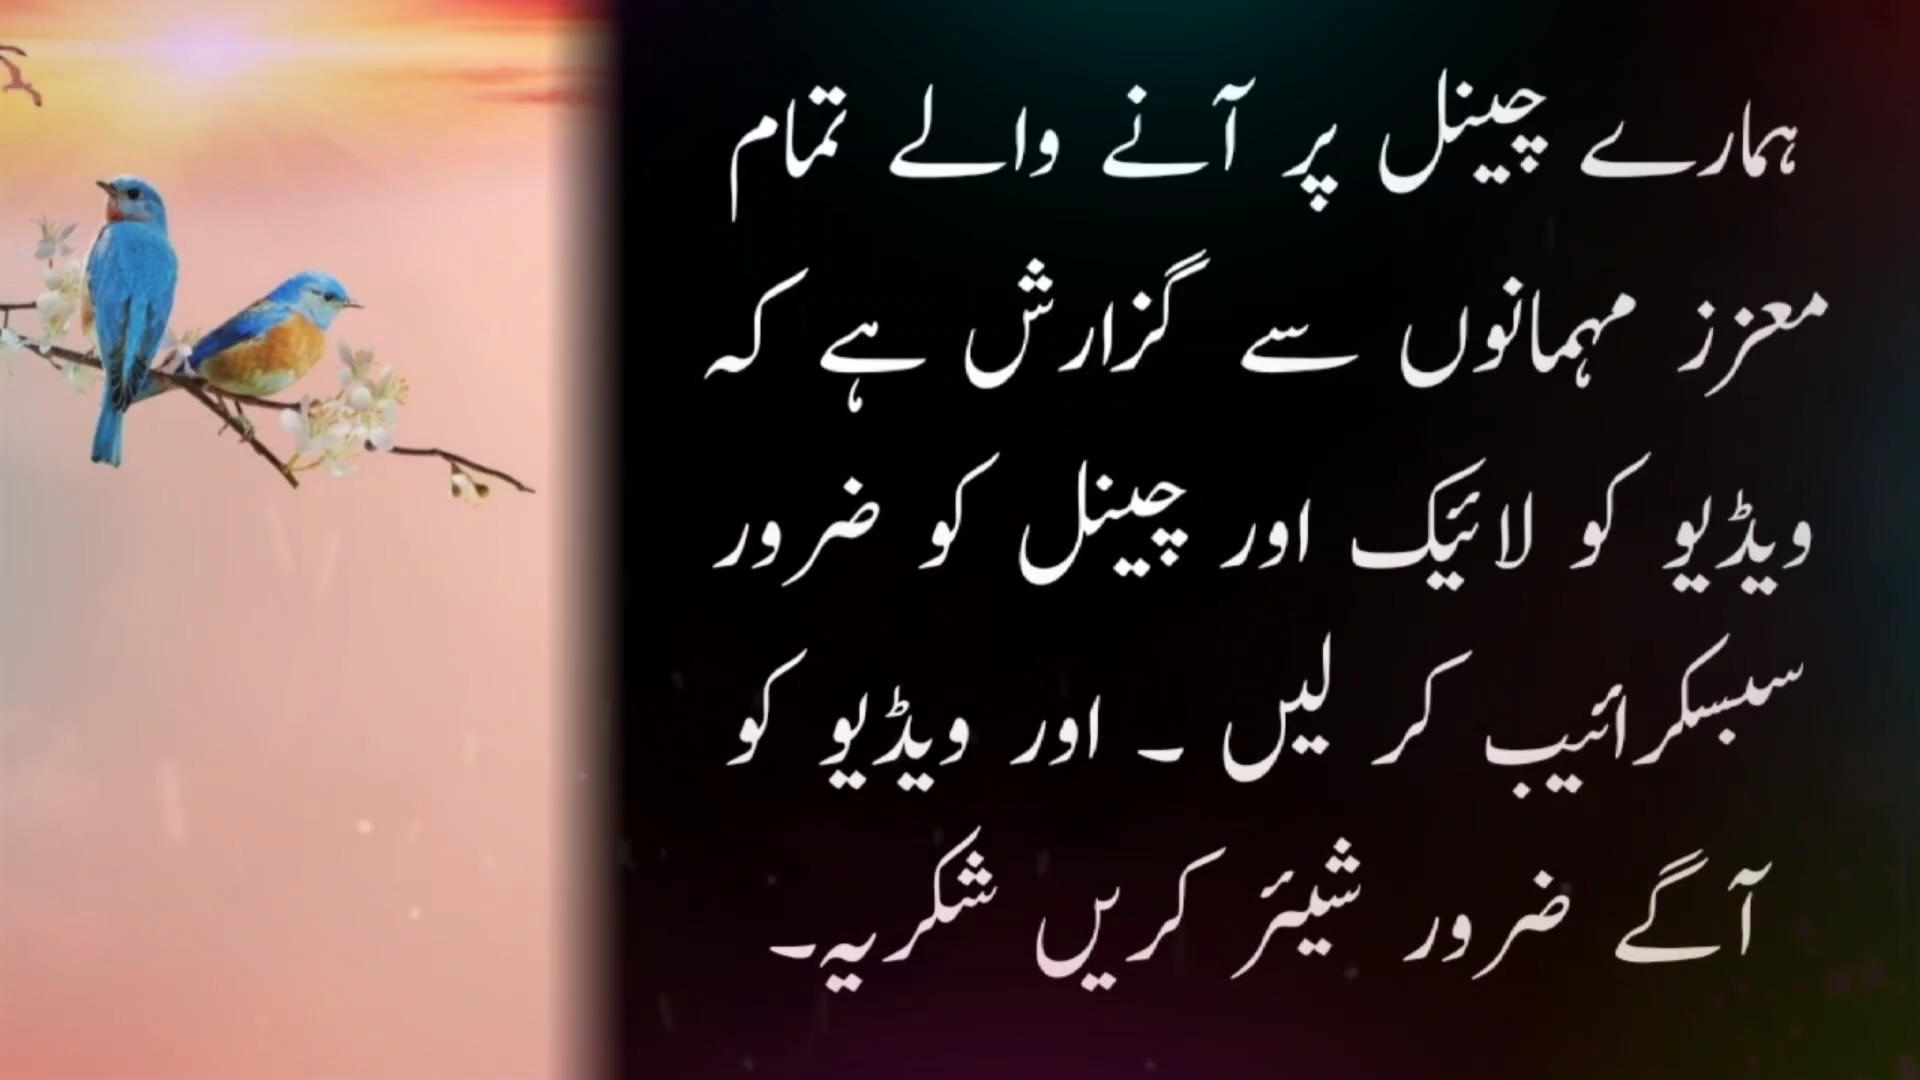 ہمارے چینل پر آنے والے تمام
معزز مہمانوں سے گزارش ہے کہ
ویڈیو کو لائیک اور چینل کو ضرور
سبسکرائیب کر لیں ۔ اور ویڈیو کو
آگے ضرور شیئر کریں شکریہ۔